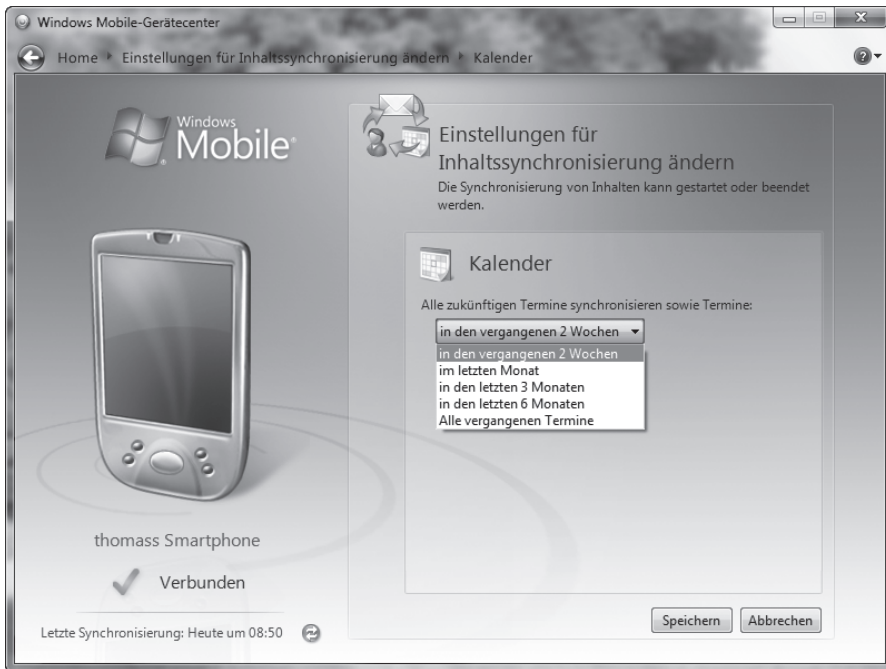 Windows Mobile-Gerätecenter
Home ▸ Einstellungen für Inhaltssynchronisierung ändern ▸ Kalender
Windows
Mobile®
Einstellungen für
Inhaltssynchronisierung ändern
Die Synchronisierung von Inhalten kann gestartet oder beendet
werden.
Kalender
Alle zukünftigen Termine synchronisieren sowie Termine:
in den vergangenen 2 Wochen
in den vergangenen 2 Wochen
im letzten Monat
in den letzten 3 Monaten
in den letzten 6 Monaten
Alle vergangenen Termine
thomass Smartphone
Verbunden
Letzte Synchronisierung: Heute um 08:50
Speichern
Abbrechen